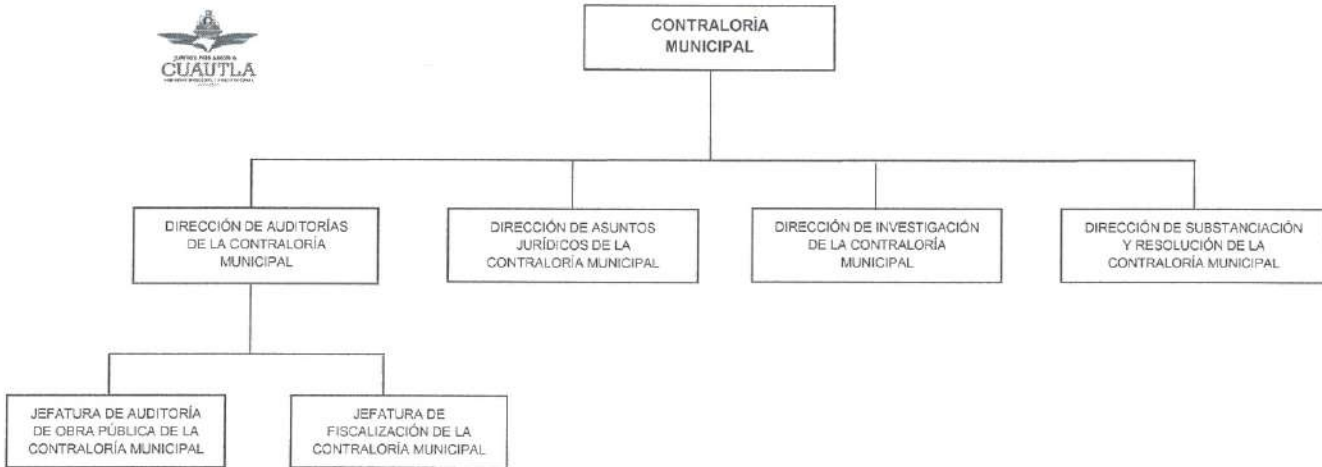 CUAUTLA
CONTRALORÍA
MUNICIPAL
DIRECCIÓN DE AUDITORÍAS
DE LA CONTRALORÍA
MUNICIPAL
DIRECCIÓN DE ASUNTOS
JURÍDICOS DE LA
CONTRALORÍA MUNICIPAL
DIRECCIÓN DE INVESTIGACIÓN
DE LA CONTRALORÍA
MUNICIPAL
DIRECCIÓN DE SUBSTANCIACIÓN
Y RESOLUCIÓN DE LA
CONTRALORÍA MUNICIPAL
JEFATURA DE AUDITORÍA
DE OBRA PÚBLICA DE LA
CONTRALORÍA MUNICIPAL
JEFATURA DE
FISCALIZACIÓN DE LA
CONTRALORÍA MUNICIPAL